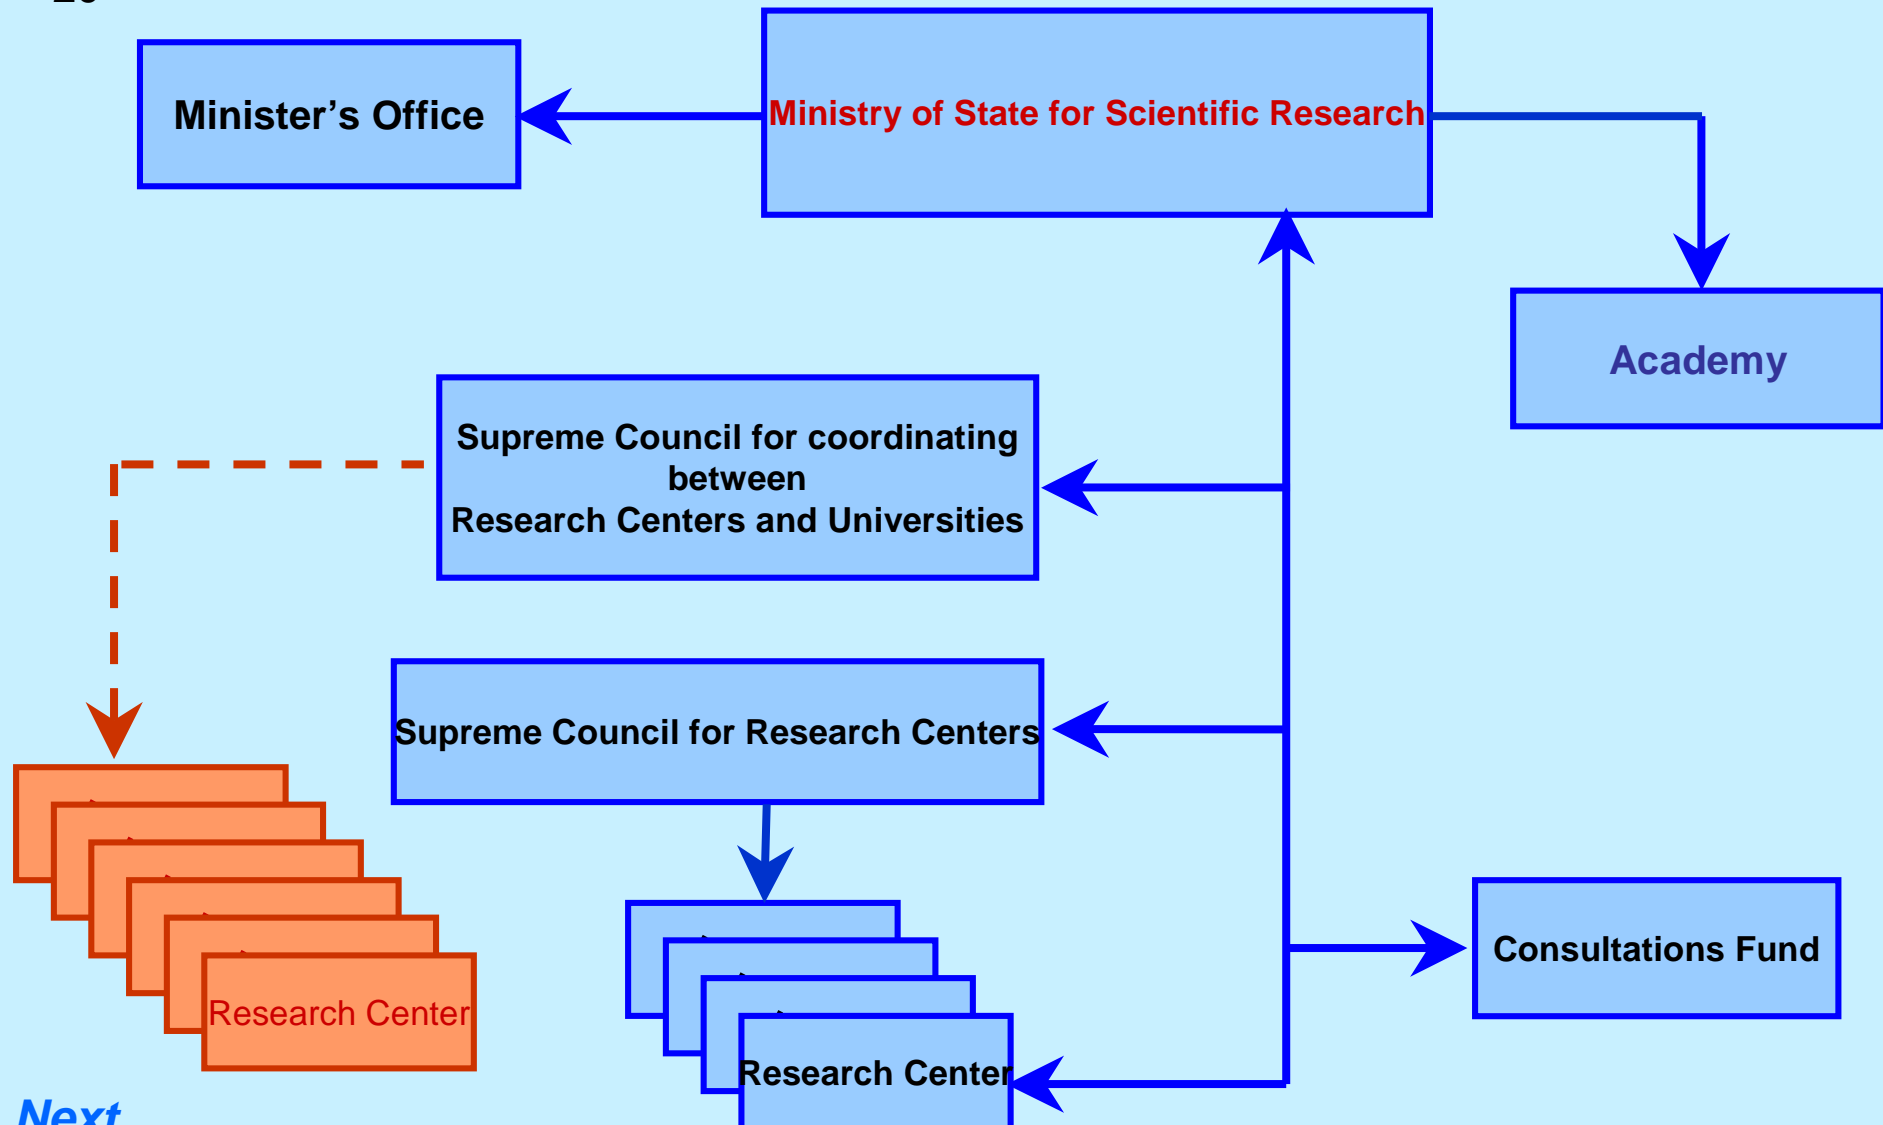 Minister’s Office
Ministry of State for Scientific Research
Academy
Supreme Council for coordinating
between
Research Centers and Universities
Supreme Council for Research Centers
Consultations Fund
Research Center
Research Center
Next